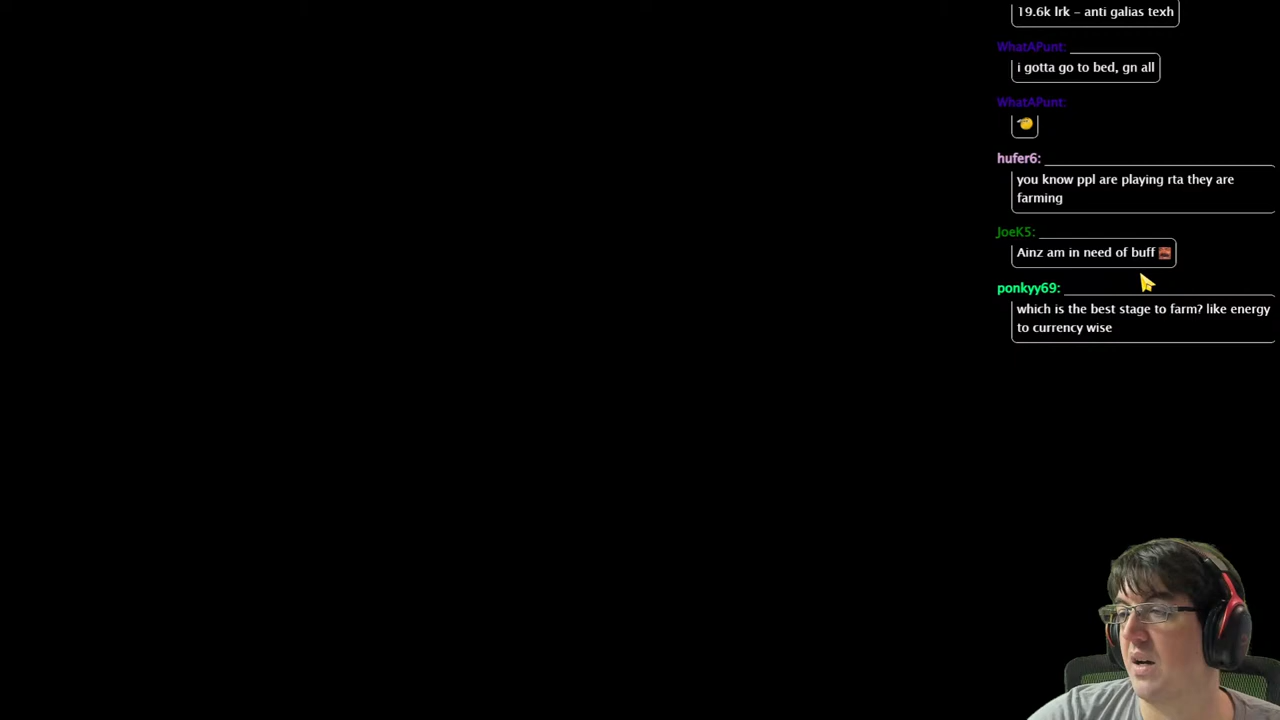 19.6k lrk - anti galias texh
WhatAPunt:
i gotta go to bed, gn all
WhatAPunt:
hufer6:
you know ppl are playing rta they are
farming
JoeK5:
Ainz am in need of buff
ponkyy69:
which is the best stage to farm? like energy
to currency wise